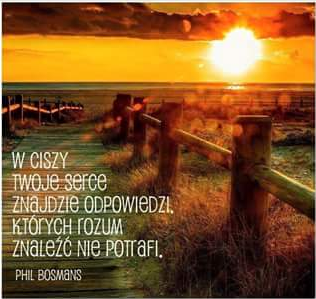 W CISZY
TWOJE SERCE
ZNAJDZIE ODPOWIEDZI,
KTÓRYCH ROZUM
ZNALEŹĆ NIE POTRAFI.
PHIL BOSMANS